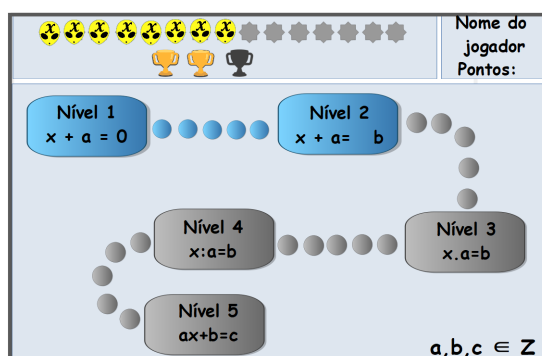 x x x x x x x x
Nome do
jogador
Pontos:
Nível 1
x + a = 0
Nível 2
x + a= b
Nível 4
x:a=b
Nível 3
x.a=b
Nível 5
ax+b=c
a,b,c ∈ Z